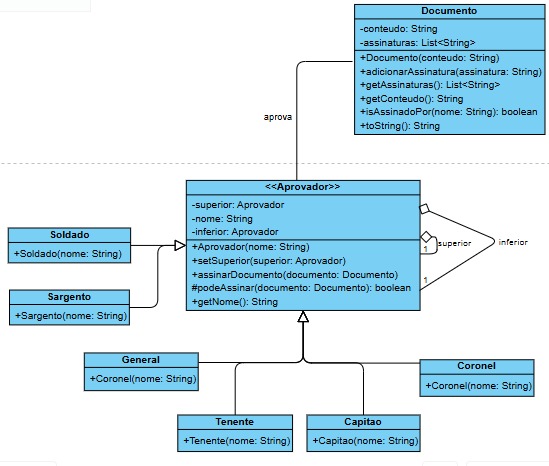 Documento
-conteudo: String
-assinaturas: List<String>
+Documento(conteudo: String)
+adicionarAssinatura(assinatura: String)
+getAssinaturas(): List<String>
+getConteudo(): String
+isAssinadoPor(nome: String): boolean
+toString(): String
aprova
<<Aprovador>>
-superior: Aprovador
-nome: String
-inferior: Aprovador
+Aprovador(nome: String)
+setSuperior(superior: Aprovador)
+assinarDocumento(documento: Documento)
#podeAssinar(documento: Documento): boolean
+getNome(): String
1
superior
inferior
1
Soldado
+Soldado(nome: String)
Sargento
+Sargento(nome: String)
General
+Coronel(nome: String)
Coronel
+Coronel(nome: String)
Tenente
+Tenente(nome: String)
Capitao
+Capitao(nome: String)